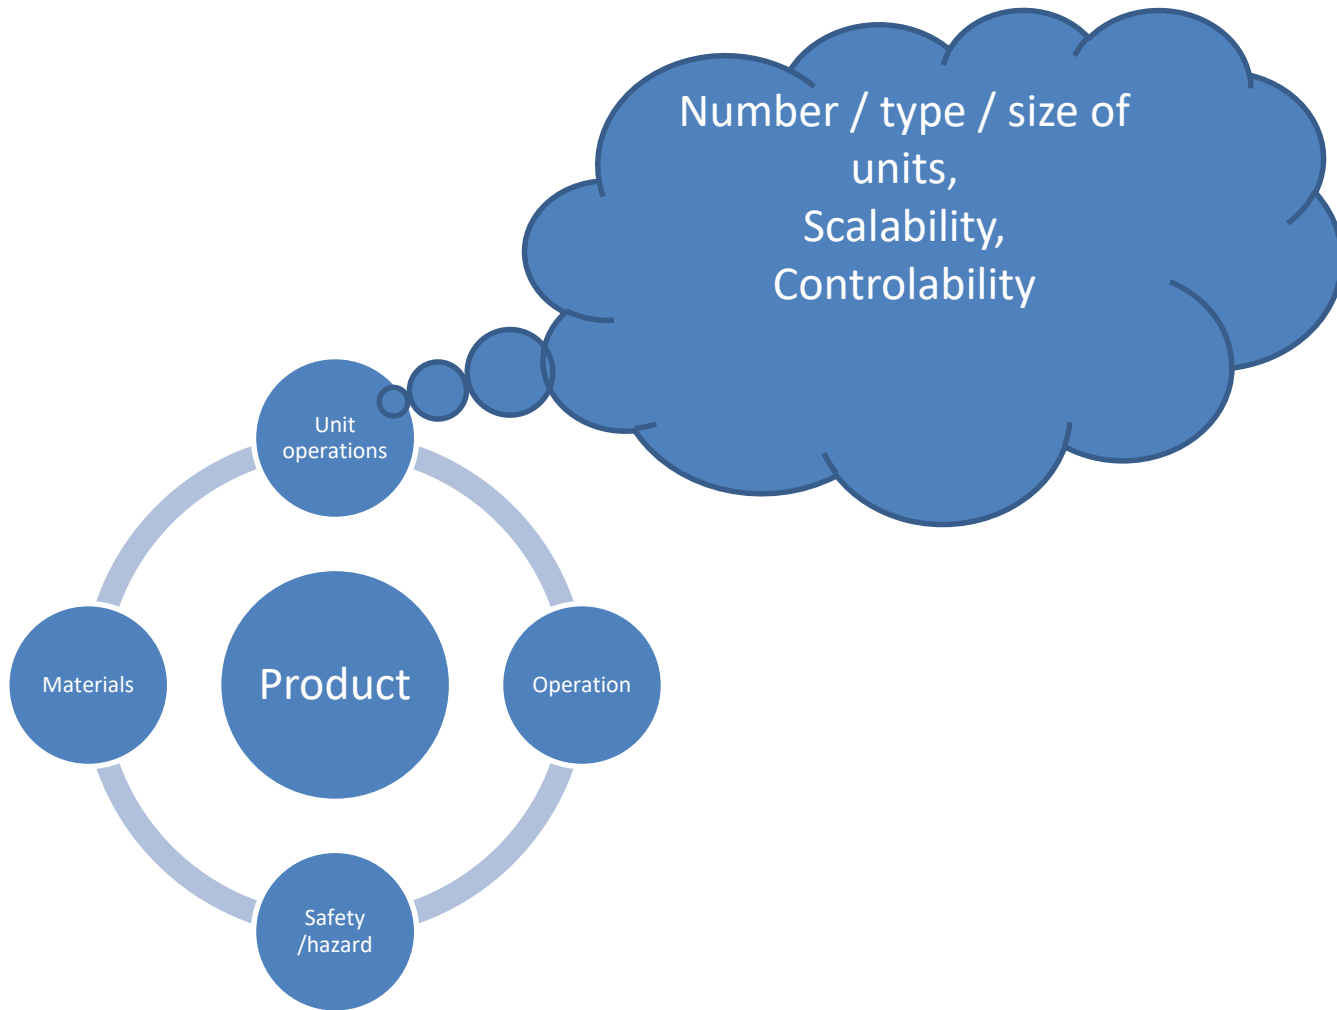 Number / type / size of
units,
Scalability,
Controlability
Unit
operations
Materials
Product
Operation
Safety
/hazard